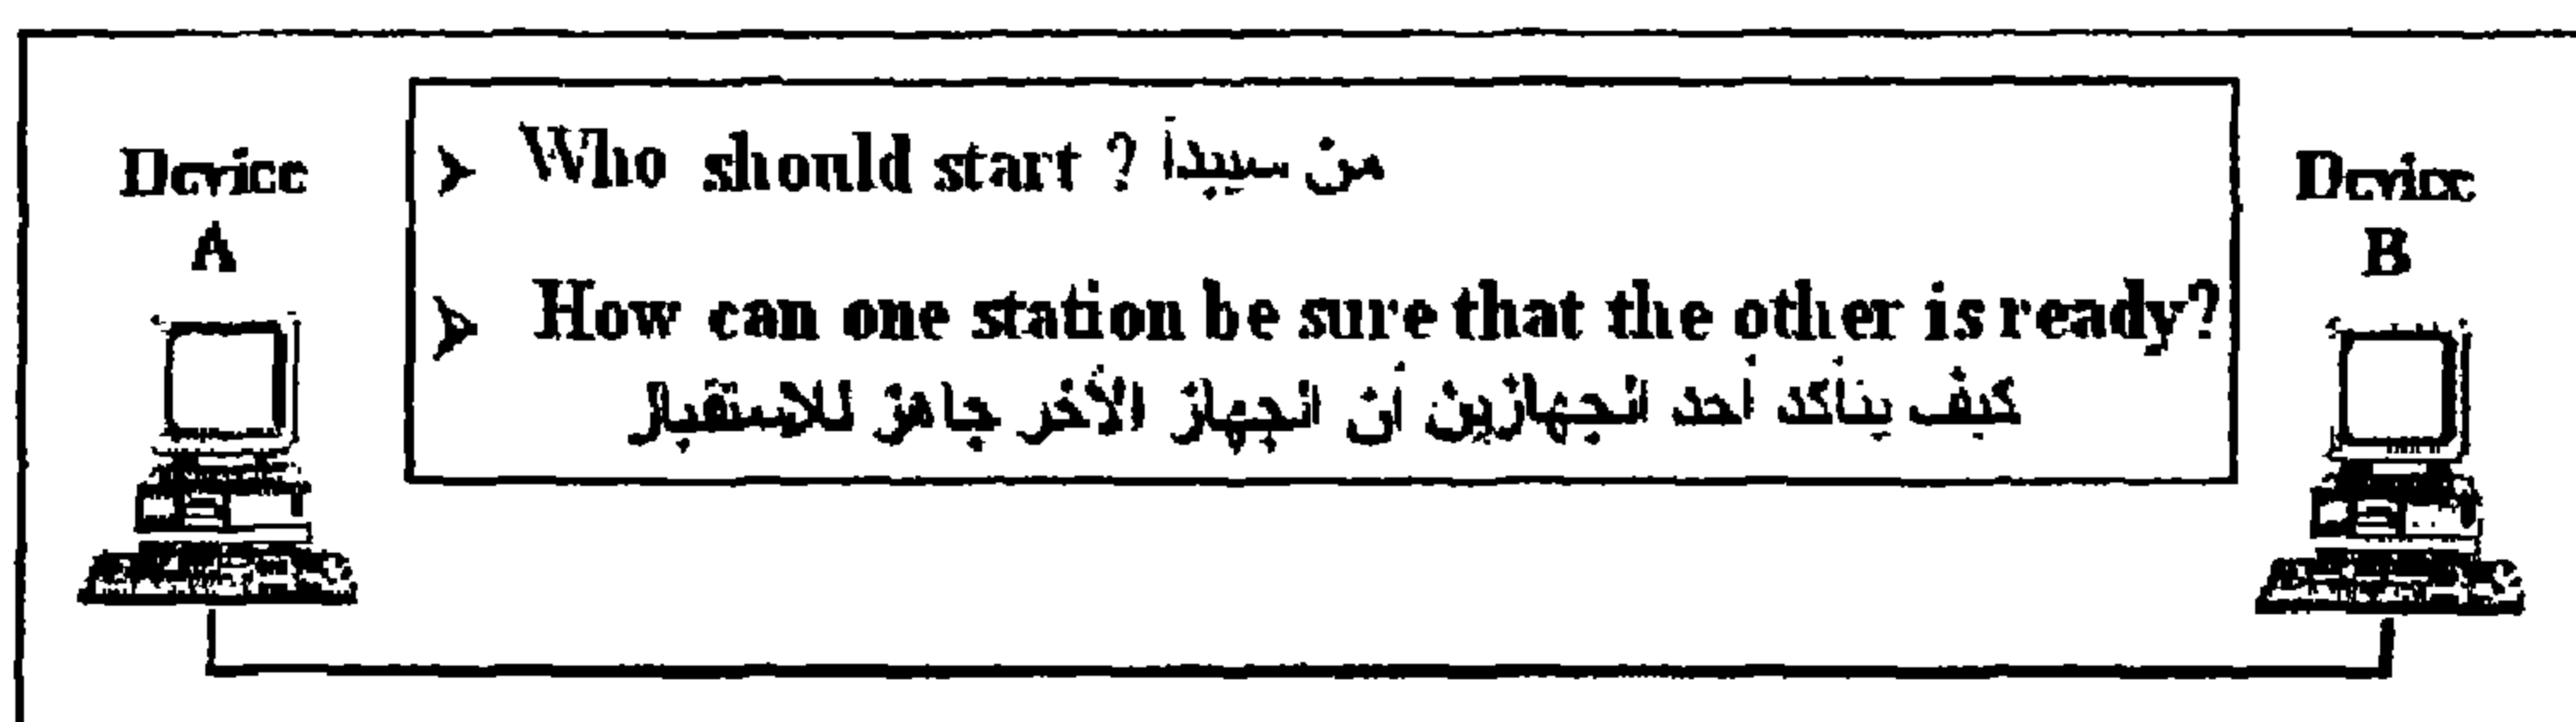 Device
A
➢ Who should start ? من سيبدأ
➢ How can one station be sure that the other is ready?
كيف يتأكد أحد الجهازين أن الجهاز الأخر جاهز للاستقبال
Device
B